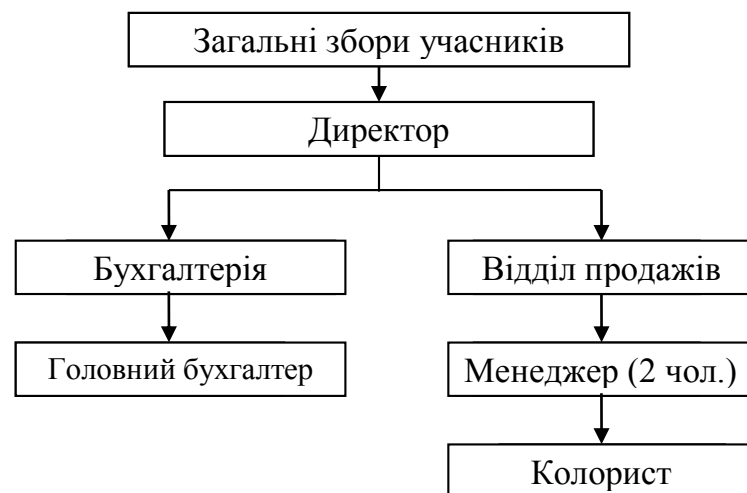 Загальні збори учасників
Директор
Бухгалтерія
Відділ продажів
Головний бухгалтер
Менеджер (2 чол.)
Колорист